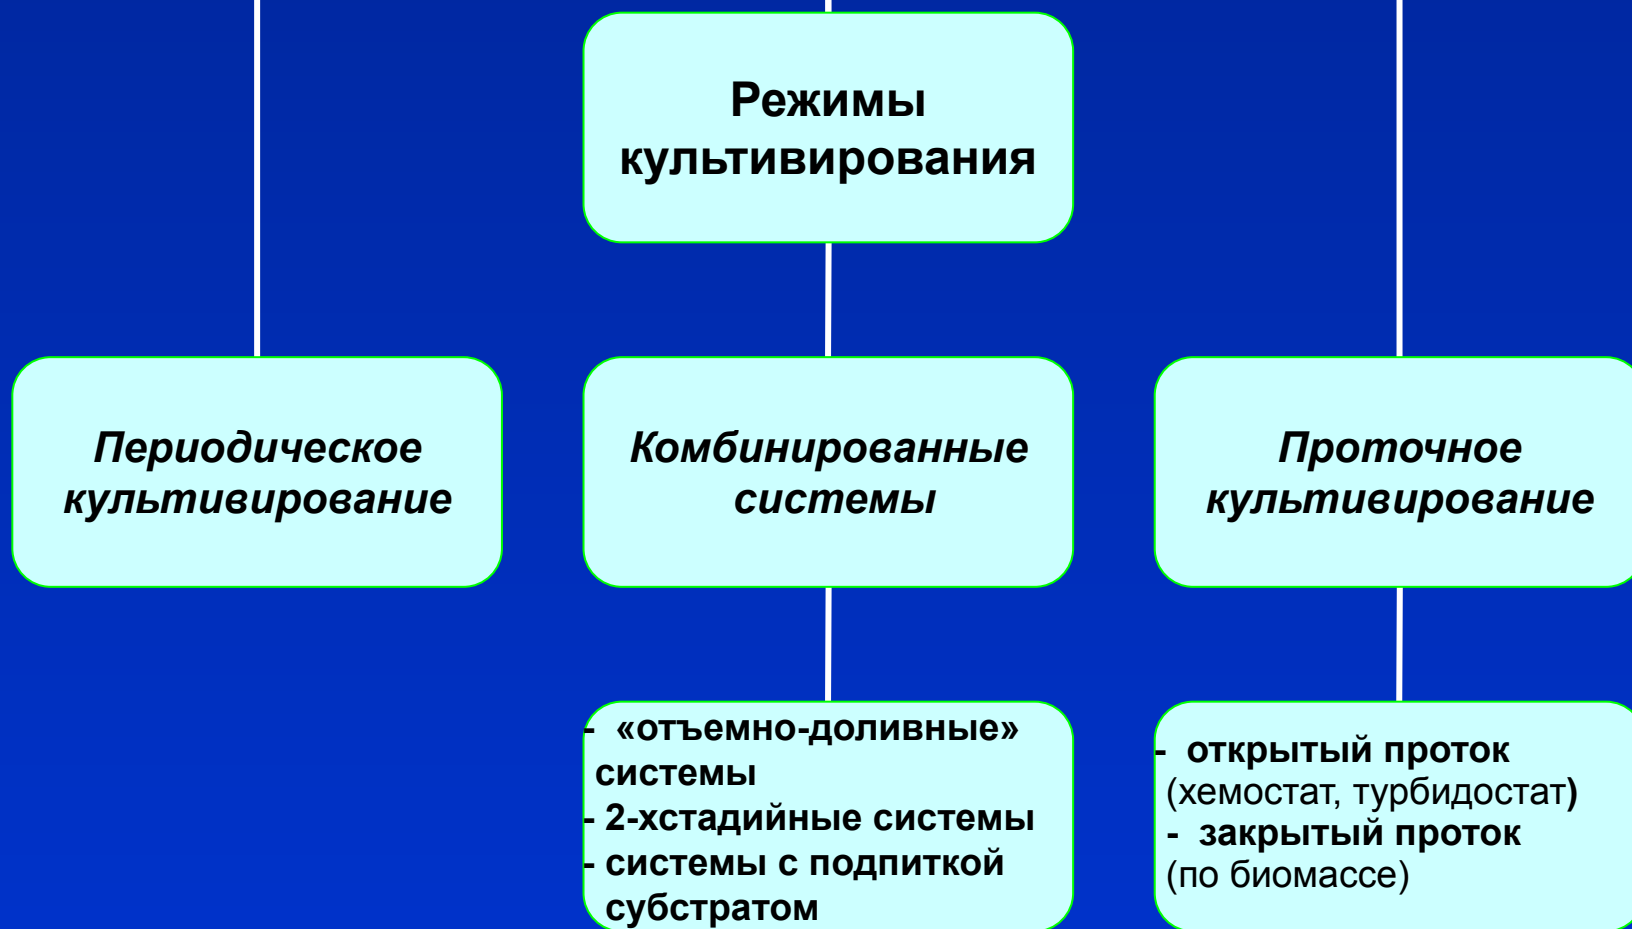 Режимы
культивирования
Периодическое
культивирование
Комбинированные
системы
Проточное
культивирование
- «отъемно-доливные»
системы
- 2-хстадийные системы
- системы с подпиткой
субстратом
- открытый проток
(хемостат, турбидостат)
- закрытый проток
(по биомассе)